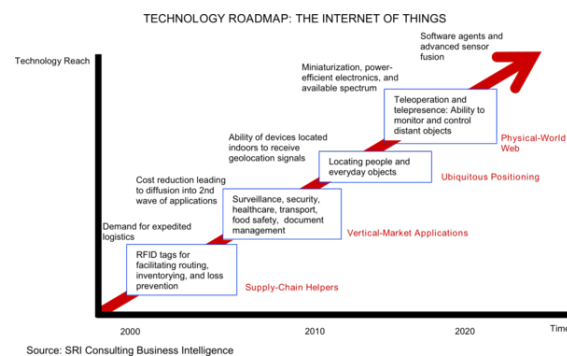 TECHNOLOGY ROADMAP: THE INTERNET OF THINGS
Software agents and
advanced sensor
fusion
Technology Reach
Miniaturization, power-
efficient electronics, and
available spectrum
Teleoperation and
telepresence: Ability to
monitor and control
distant objects
Physical-World
Web
Ability of devices located
indoors to receive
geolocation signals
Locating people and
everyday objects
Ubiquitous Positioning
Cost reduction leading
to diffusion into 2nd
wave of applications
Surveillance, security,
healthcare, transport,
food safety, document
management
Vertical-Market Applications
Demand for expedited
logistics
RFID tags for
facilitating routing,
inventorying, and loss
prevention
Supply-Chain Helpers
2000
2010
2020
Time
Source: SRI Consulting Business Intelligence